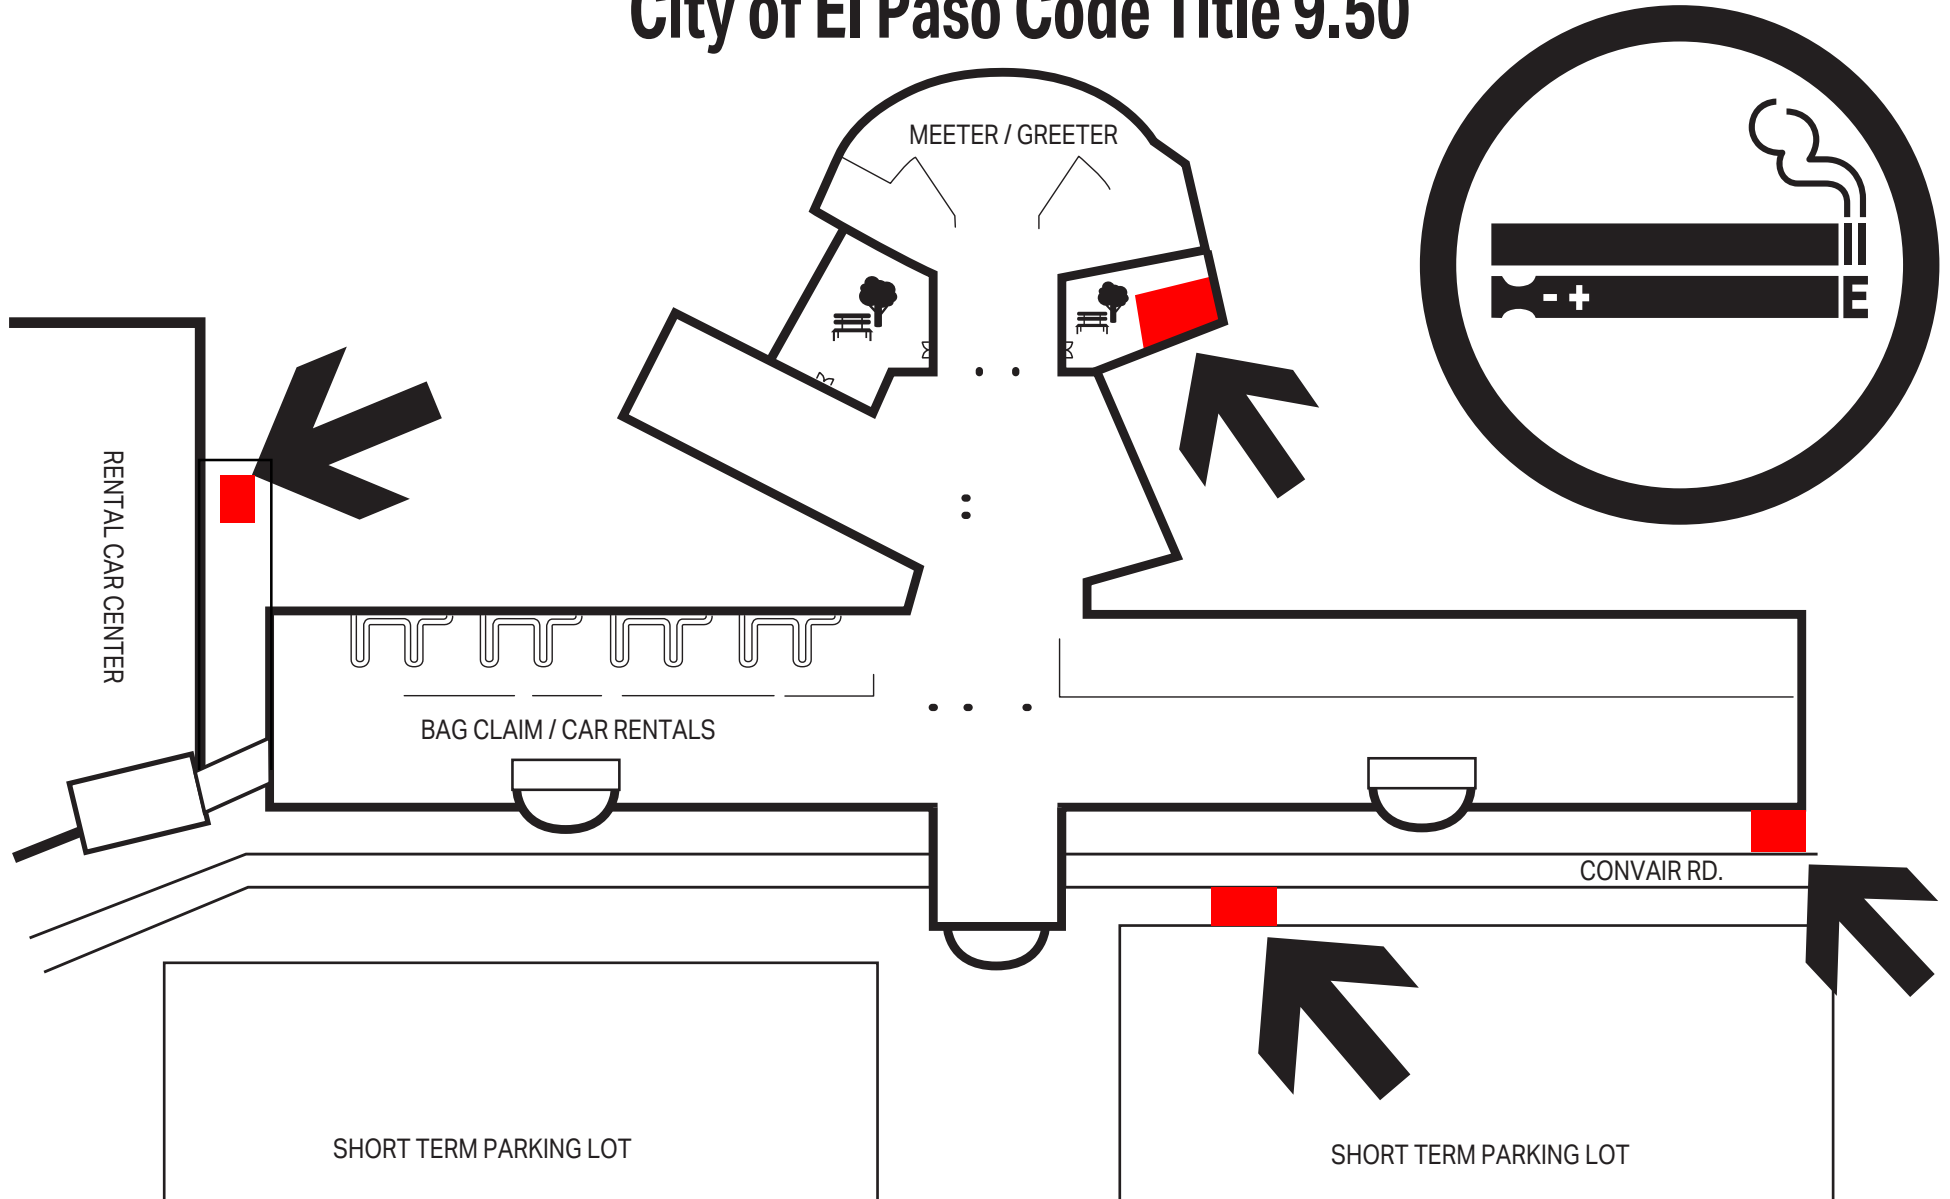 City of El Paso Code Title 9.50
MEETER / GREETER
- + E
RENTAL CAR CENTER
BAG CLAIM / CAR RENTALS
CONVAIR RD.
SHORT TERM PARKING LOT
SHORT TERM PARKING LOT